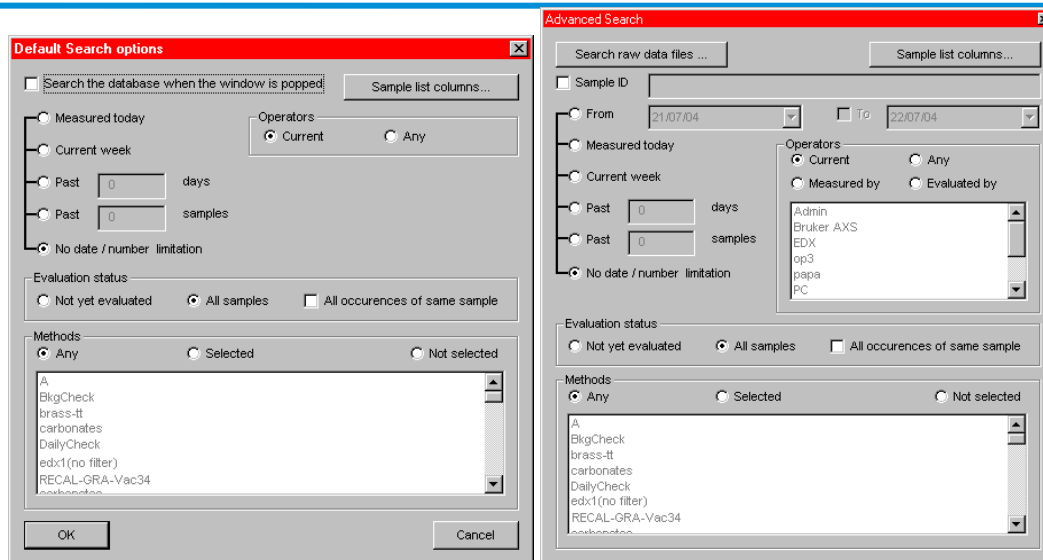 Default Search options
Search the database when the window is popped
Sample list columns...
Measured today
Operators
Current
Any
Current week
Past 0 days
Past 0 samples
No date / number limitation
Evaluation status
Not yet evaluated
All samples
All occurences of same sample
Methods
Any
Selected
Not selected
A
BkgCheck
brass-tt
carbonates
DailyCheck
edx1(no filter)
RECAL-GRA-Vac34
carbonates
OK
Cancel
Advanced Search
Search raw data files ...
Sample list columns...
Sample ID
From 21/07/04
To 22/07/04
Measured today
Current week
Past 0 days
Past 0 samples
No date / number limitation
Operators
Current
Any
Measured by
Evaluated by
Admin
Bruker AXS
EDX
op3
papa
PC
Evaluation status
Not yet evaluated
All samples
All occurences of same sample
Methods
Any
Selected
Not selected
A
BkgCheck
brass-tt
carbonates
DailyCheck
edx1(no filter)
RECAL-GRA-Vac34
carbonates